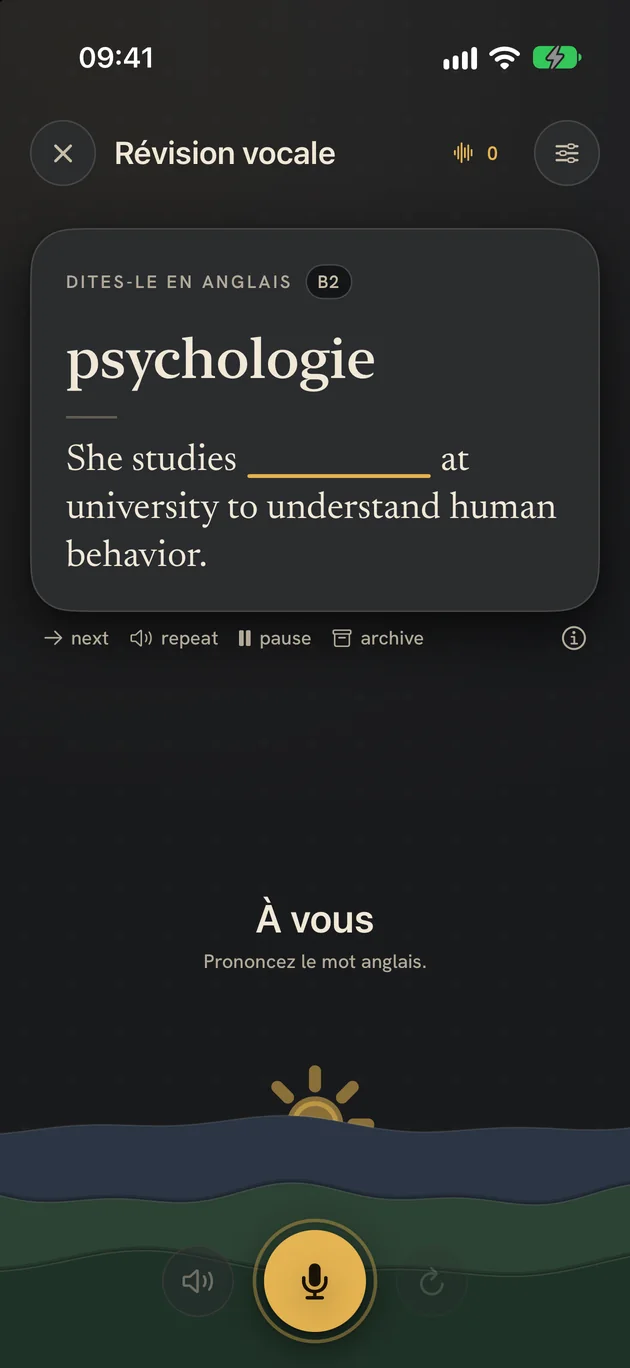 09:41
Révision vocale
0
DITES-LE EN ANGLAIS B2
psychologie
She studies __________ at
university to understand human
behavior.
next repeat pause archive
À vous
Prononcez le mot anglais.